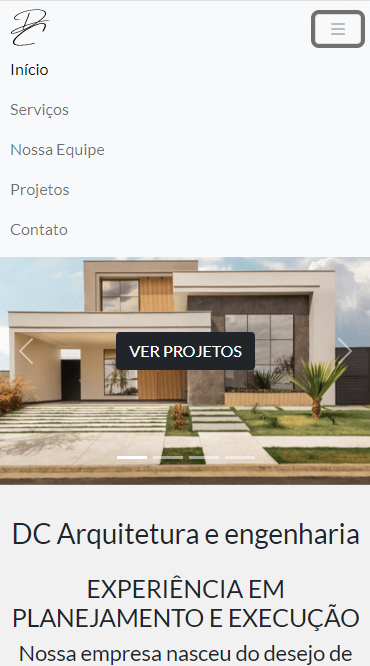 DC
Início
Serviços
Nossa Equipe
Projetos
Contato
VER PROJETOS
DC Arquitetura e engenharia
EXPERIÊNCIA EM
PLANEJAMENTO E EXECUÇÃO
Nossa empresa nasceu do desejo de